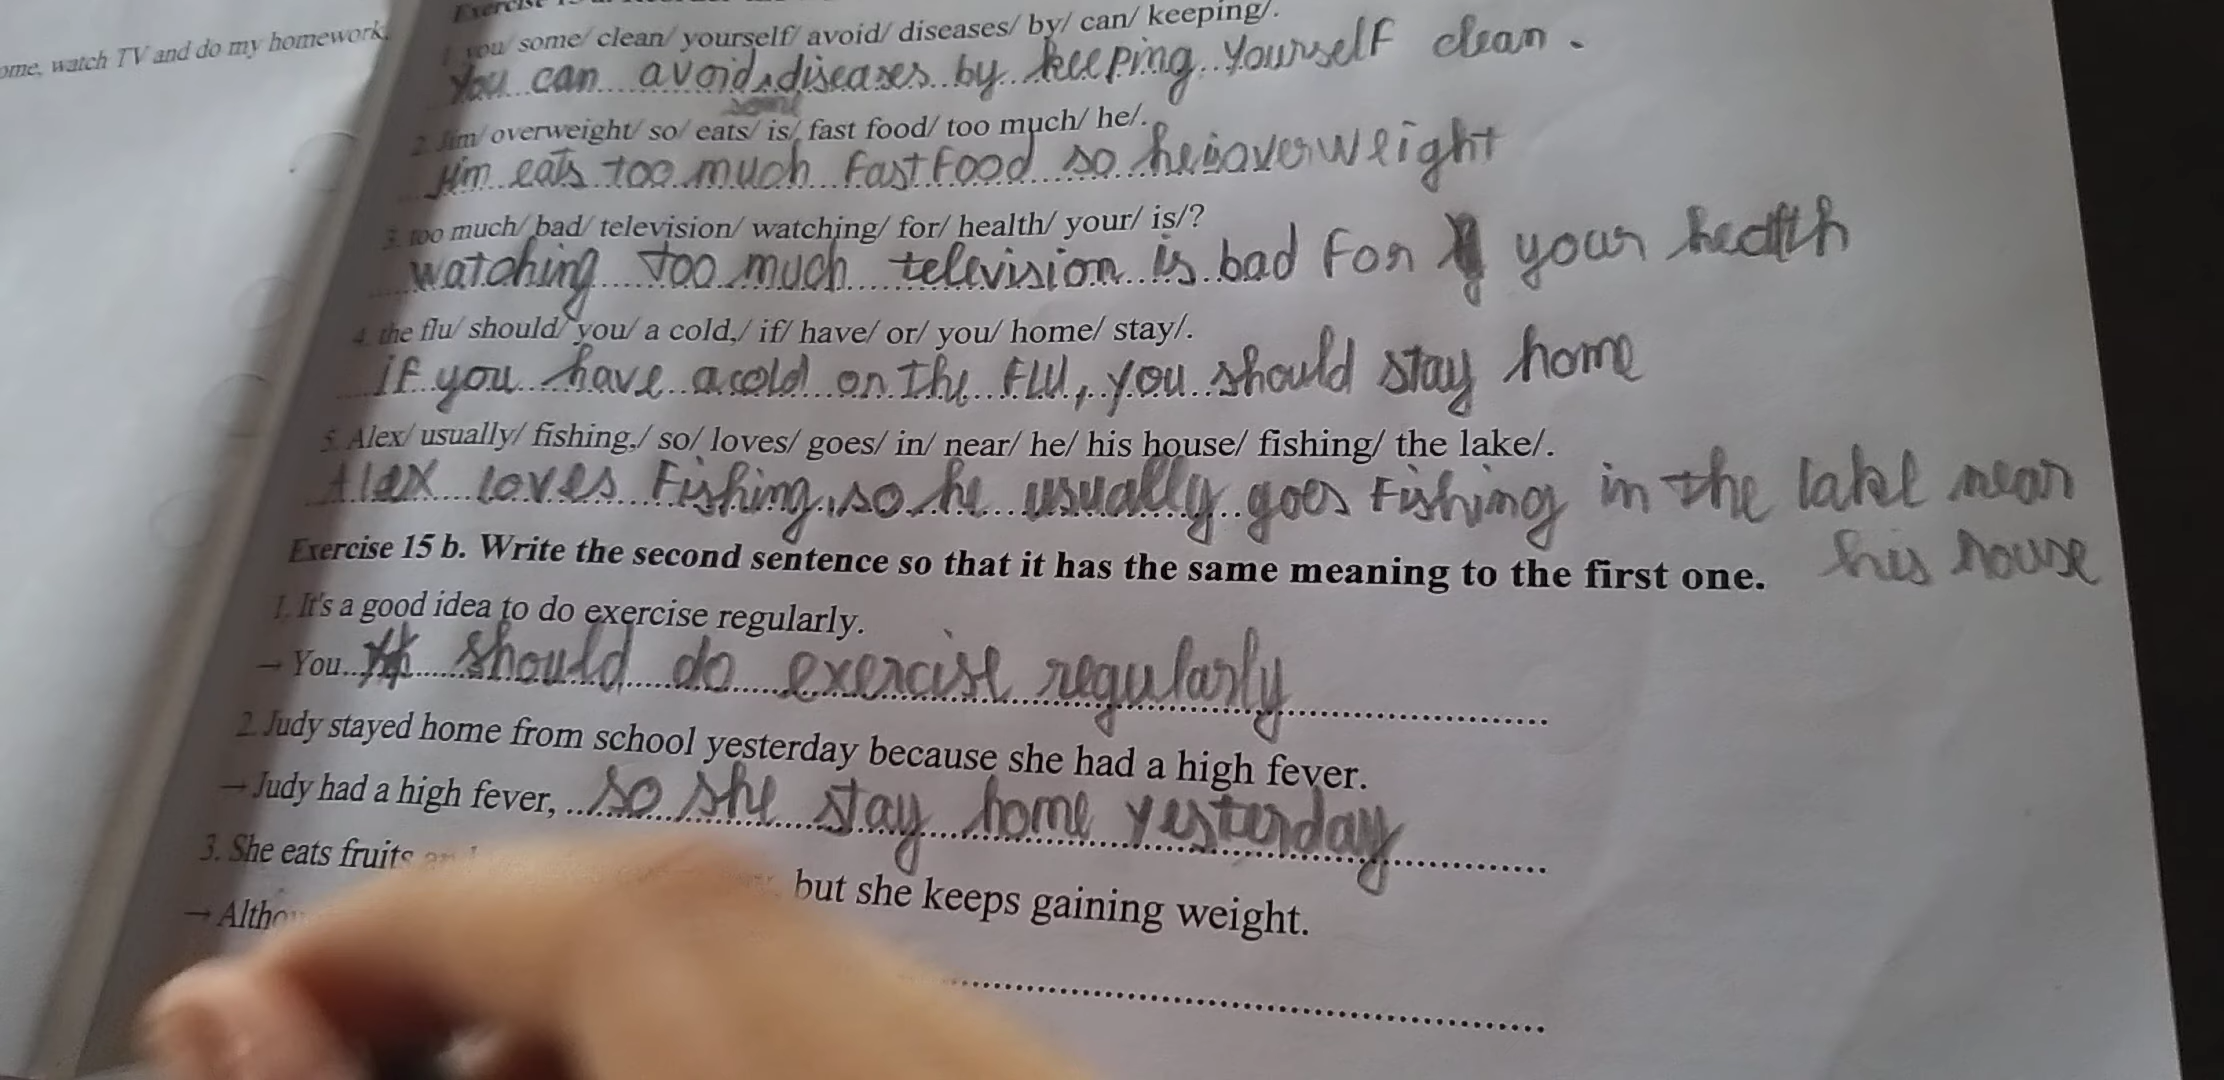 ome, watch TV and do my homework.
Exercise
1. you/ some/ clean/ yourself/ avoid/ diseases/ by/ can/ keeping/.
You can avoid diseases by keeping yourself clean.
some
2. Jim/ overweight/ so/ eats/ is/ fast food/ too much/ he/.
Jim eats too much fast food so he is overweight
3. too much/ bad/ television/ watching/ for/ health/ your/ is/?
watching too much television is bad for your health
4. the flu/ should/ you/ a cold,/ if/ have/ or/ you/ home/ stay/.
if you have a cold or the flu, you should stay home
5. Alex/ usually/ fishing,/ so/ loves/ goes/ in/ near/ he/ his house/ fishing/ the lake/.
Alex loves fishing, so he usually goes fishing in the lake near
his house
Exercise 15 b. Write the second sentence so that it has the same meaning to the first one.
1. It's a good idea to do exercise regularly.
→ You should do exercise regularly
2. Judy stayed home from school yesterday because she had a high fever.
→ Judy had a high fever, so she stay home yesterday
3. She eats fruits but she keeps gaining weight.
→ Altho